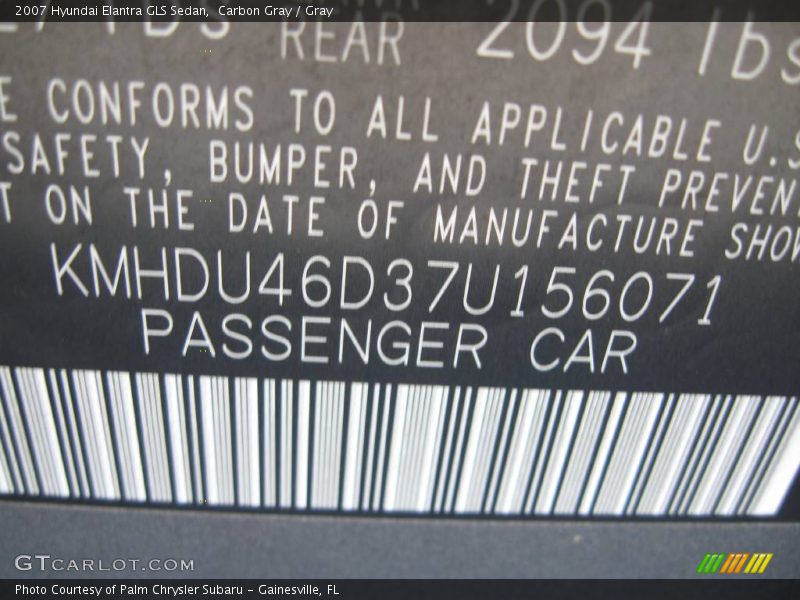 2007 Hyundai Elantra GLS Sedan, Carbon Gray / Gray
REAR 2094 lbs
E CONFORMS TO ALL APPLICABLE U.S
SAFETY, BUMPER, AND THEFT PREVEN
T ON THE DATE OF MANUFACTURE SHOW
KMHDU46D37U156071
PASSENGER CAR
GTCARLOT.COM
Photo Courtesy of Palm Chrysler Subaru - Gainesville, FL